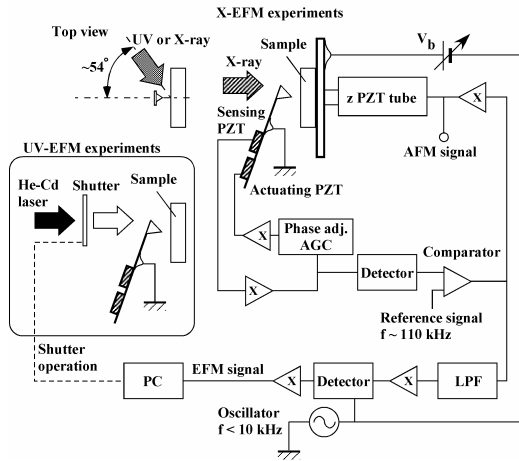 X-EFM experiments
Top view
UV or X-ray
~54°
X-ray
Sample
Vb
Sensing
PZT
z PZT tube
X
AFM signal
Actuating PZT
UV-EFM experiments
He-Cd
laser
Shutter
Sample
X
Phase adj.
AGC
X
Detector
Comparator
Reference signal
f ~ 110 kHz
Shutter
operation
PC
EFM signal
X
Detector
X
LPF
Oscillator
f < 10 kHz